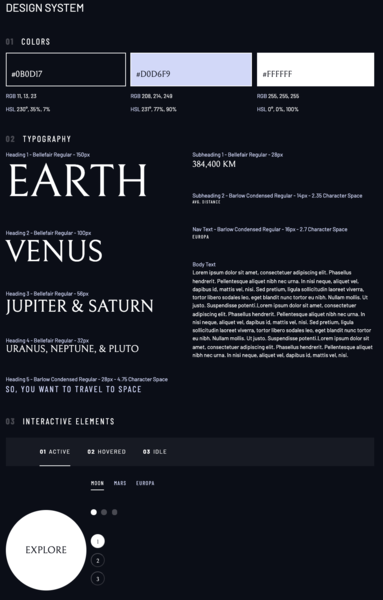 DESIGN SYSTEM
01 COLORS
#0B0D17
#D0D6F9
#FFFFFF
RGB 11, 13, 23
RGB 208, 214, 249
RGB 255, 255, 255
HSL 230°, 35%, 7%
HSL 231°, 77%, 90%
HSL 0°, 0%, 100%
02 TYPOGRAPHY
Heading 1 - Bellefair Regular - 150px
EARTH
Heading 2 - Bellefair Regular - 100px
VENUS
Heading 3 - Bellefair Regular - 56px
JUPITER & SATURN
Heading 4 - Bellefair Regular - 32px
URANUS, NEPTUNE, & PLUTO
Heading 5 - Barlow Condensed Regular - 28px - 4.75 Character Space
SO, YOU WANT TO TRAVEL TO SPACE
Subheading 1 - Bellefair Regular - 28px
384,400 KM
Subheading 2 - Barlow Condensed Regular - 14px - 2.35 Character Space
AVG. DISTANCE
Nav Text - Barlow Condensed Regular - 16px - 2.7 Character Space
EUROPA
Body Text
Lorem ipsum dolor sit amet, consectetuer adipiscing elit. Phasellus
hendrerit. Pellentesque aliquet nibh nec urna. In nisi neque, aliquet vel,
dapibus id, mattis vel, nisi. Sed pretium, ligula sollicitudin laoreet viverra,
tortor libero sodales leo, eget blandit nunc tortor eu nibh. Nullam mollis. Ut
justo. Suspendisse potenti.Lorem ipsum dolor sit amet, consectetuer
adipiscing elit. Phasellus hendrerit. Pellentesque aliquet nibh nec urna. In
nisi neque, aliquet vel, dapibus id, mattis vel, nisi. Sed pretium, ligula
sollicitudin laoreet viverra, tortor libero sodales leo, eget blandit nunc tortor
eu nibh. Nullam mollis. Ut justo. Suspendisse potenti.Lorem ipsum dolor sit
amet, consectetuer adipiscing elit. Phasellus hendrerit. Pellentesque aliquet
nibh nec urna. In nisi neque, aliquet vel, dapibus id, mattis vel, nisi.
03 INTERACTIVE ELEMENTS
01 ACTIVE
02 HOVERED
03 IDLE
MOON
MARS
EUROPA
EXPLORE
1
2
3